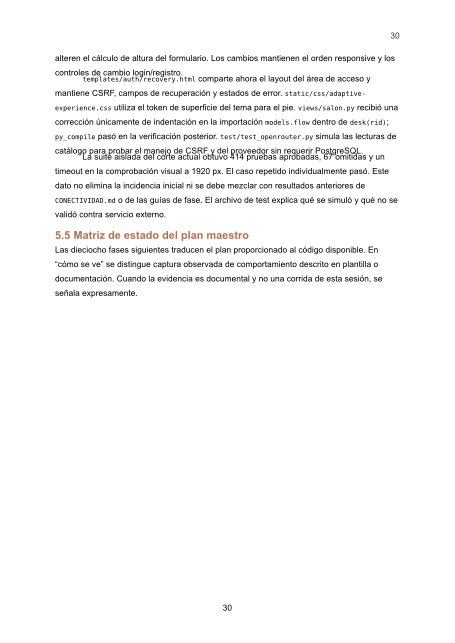 30
alteren el cálculo de altura del formulario. Los cambios mantienen el orden responsive y los
controles de cambio login/registro.
templates/auth/recovery.html comparte ahora el layout del área de acceso y
mantiene CSRF, campos de recuperación y estados de error. static/css/adaptive-
experience.css utiliza el token de superficie del tema para el pie. views/salon.py recibió una
corrección únicamente de indentación en la importación models.flow dentro de desk(rid);
py_compile pasó en la verificación posterior. test/test_openrouter.py simula las lecturas de
catálogo para probar el manejo de CSRF y del proveedor sin requerir PostgreSQL.
La suite aislada del corte actual obtuvo 414 pruebas aprobadas, 67 omitidas y un
timeout en la comprobación visual a 1920 px. El caso repetido individualmente pasó. Este
dato no elimina la incidencia inicial ni se debe mezclar con resultados anteriores de
CONECTIVIDAD.md o de las guías de fase. El archivo de test explica qué se simuló y qué no se
validó contra servicio externo.
5.5 Matriz de estado del plan maestro
Las dieciocho fases siguientes traducen el plan proporcionado al código disponible. En
“cómo se ve” se distingue captura observada de comportamiento descrito en plantilla o
documentación. Cuando la evidencia es documental y no una corrida de esta sesión, se
señala expresamente.
30